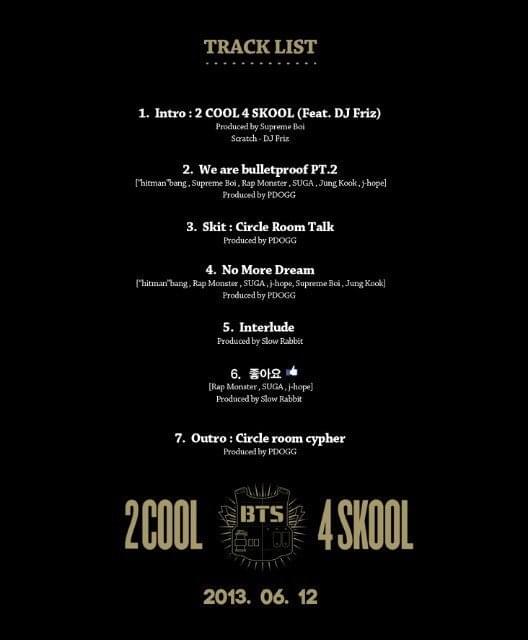 TRACK LIST
1. Intro : 2 COOL 4 SKOOL (Feat. DJ Friz)
Produced by Supreme Boi
Scratch - DJ Friz
2. We are bulletproof PT.2
["hitman"bang , Supreme Boi , Rap Monster , SUGA , Jung Kook , j-hope]
Produced by PDOGG
3. Skit : Circle Room Talk
Produced by PDOGG
4. No More Dream
["hitman"bang , Rap Monster , SUGA , j-hope, Supreme Boi , Jung Kook]
Produced by PDOGG
5. Interlude
Produced by Slow Rabbit
6. 좋아요
[Rap Monster , SUGA , j-hope]
Produced by Slow Rabbit
7. Outro : Circle room cypher
Produced by PDOGG
2 COOL BTS 4 SKOOL
2013. 06. 12